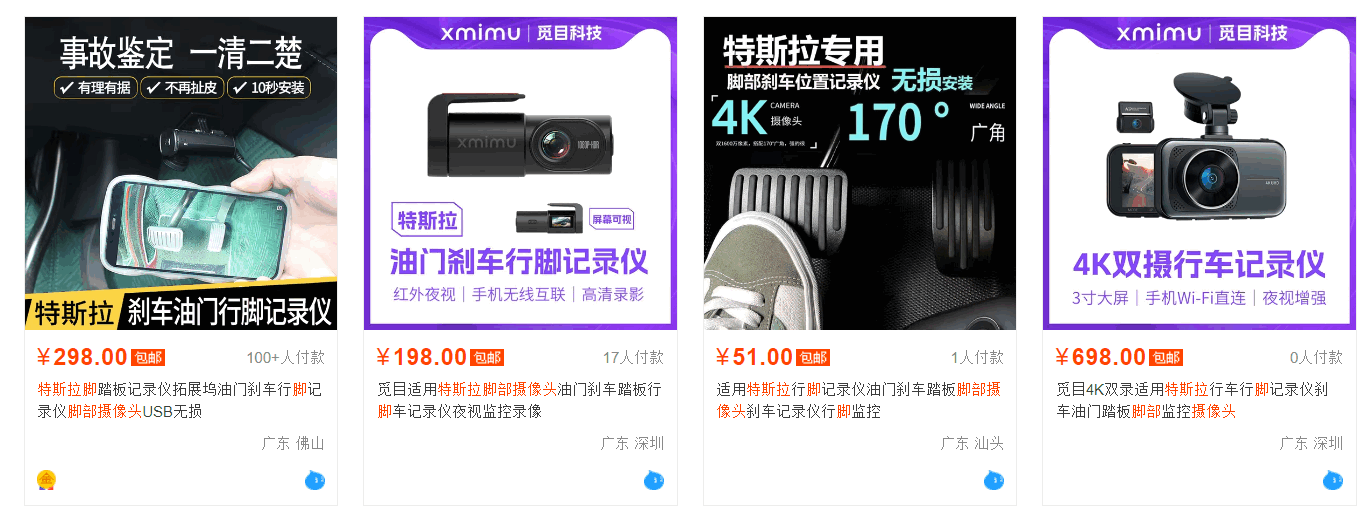 事故鉴定 一清二楚
有理有据
不再扯皮
10秒安装
特斯拉
刹车油门行脚记录仪
¥298.00 包邮
100+人付款
特斯拉脚踏板记录仪拓展坞油门刹车行脚记
录仪脚部摄像头USB无损
广东 佛山
xmimu | 觅目科技
xmimu
1080P·HDR
特斯拉
屏幕可视
油门刹车行脚记录仪
红外夜视 | 手机无线互联 | 高清录影
¥198.00 包邮
17人付款
觅目适用特斯拉脚部摄像头油门刹车踏板行
脚车记录仪夜视监控录像
广东 深圳
特斯拉专用
脚部刹车位置记录仪 无损安装
4K CAMERA
摄像头
170°
WIDE ANGLE
广角
¥51.00 包邮
1人付款
适用特斯拉行脚记录仪油门刹车踏板脚部摄
像头刹车记录仪行脚监控
广东 汕头
xmimu | 觅目科技
4K双摄行车记录仪
3寸大屏 | 手机Wi-Fi直连 | 夜视增强
¥698.00 包邮
0人付款
觅目4K双录适用特斯拉行车行脚记录仪刹
车油门踏板脚部监控摄像头
广东 深圳